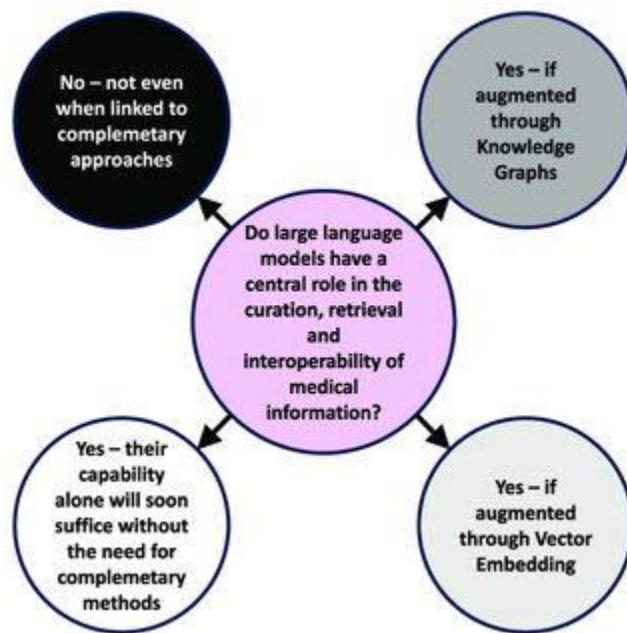 No – not even
when linked to
complemetary
approaches
Yes – if
augmented
through
Knowledge
Graphs
Do large language
models have a
central role in the
curation, retrieval
and
interoperability of
medical
information?
Yes – their
capability
alone will soon
suffice without
the need for
complemetary
methods
Yes – if
augmented
through Vector
Embedding